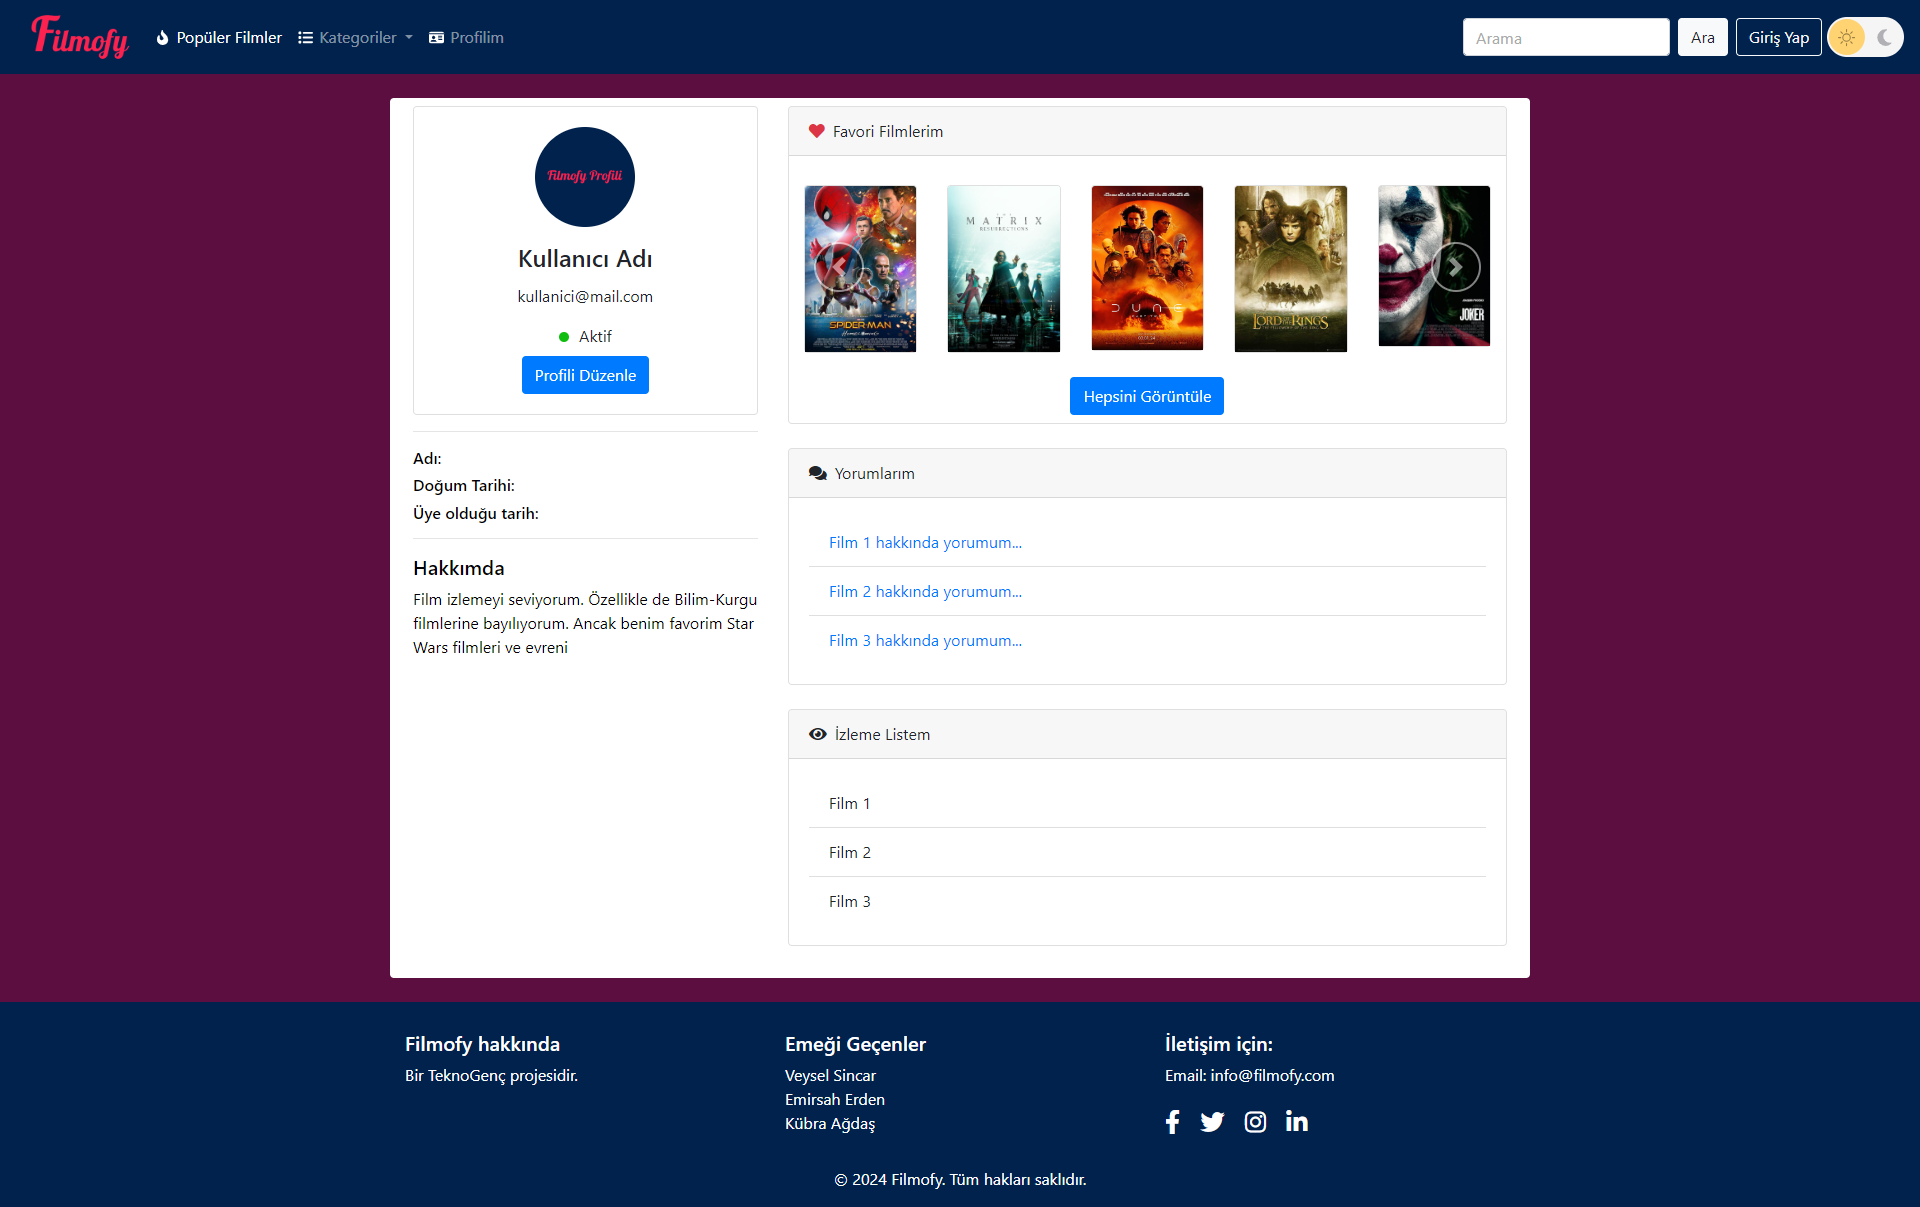 Filmofy
Popüler Filmler
Kategoriler
Profilim
Arama
Ara
Giriş Yap
Filmofy Profili
Kullanıcı Adı
kullanici@mail.com
Aktif
Profili Düzenle
Adı:
Doğum Tarihi:
Üye olduğu tarih:
Hakkımda
Film izlemeyi seviyorum. Özellikle de Bilim-Kurgu
filmlerine bayılıyorum. Ancak benim favorim Star
Wars filmleri ve evreni
Favori Filmlerim
SPIDER-MAN
MATRIX
RESURRECTIONS
DUNE
LORD OF THE RINGS
JOKER
Hepsini Görüntüle
Yorumlarım
Film 1 hakkında yorumum...
Film 2 hakkında yorumum...
Film 3 hakkında yorumum...
İzleme Listem
Film 1
Film 2
Film 3
Filmofy hakkında
Bir TeknoGenç projesidir.
Emeği Geçenler
Veysel Sincar
Emirsah Erden
Kübra Ağdaş
İletişim için:
Email: info@filmofy.com
© 2024 Filmofy. Tüm hakları saklıdır.